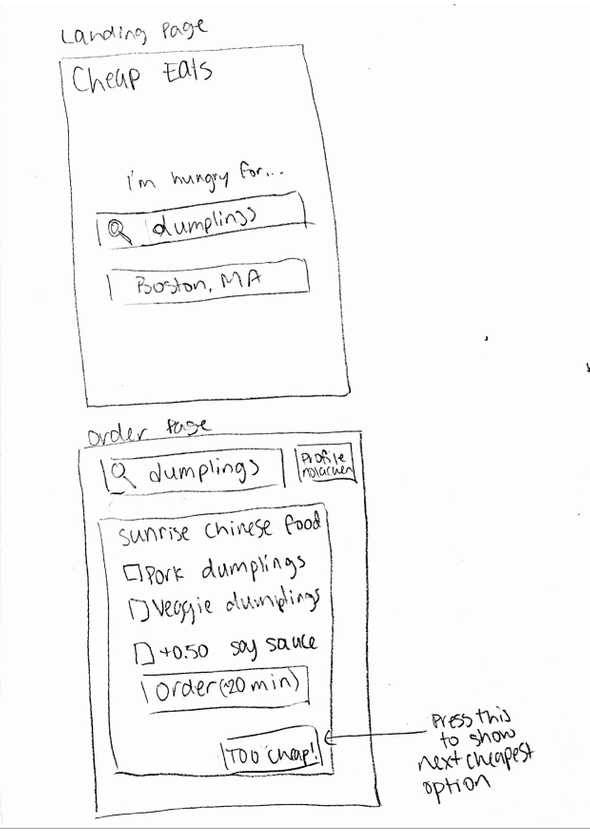 Landing Page
Cheap Eats
I'm hungry for...
dumplings
Boston, MA
Order Page
dumplings
Profile
sunrise chinese food
Pork dumplings
Veggie dumplings
+0.50 soy sauce
Order (~20 min)
Too cheap!
Press this
to show
next cheapest
option